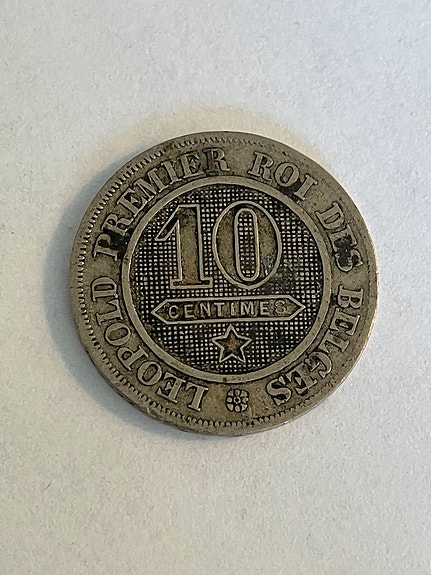 LEOPOLD PREMIER ROI DES BELGES
10
CENTIMES